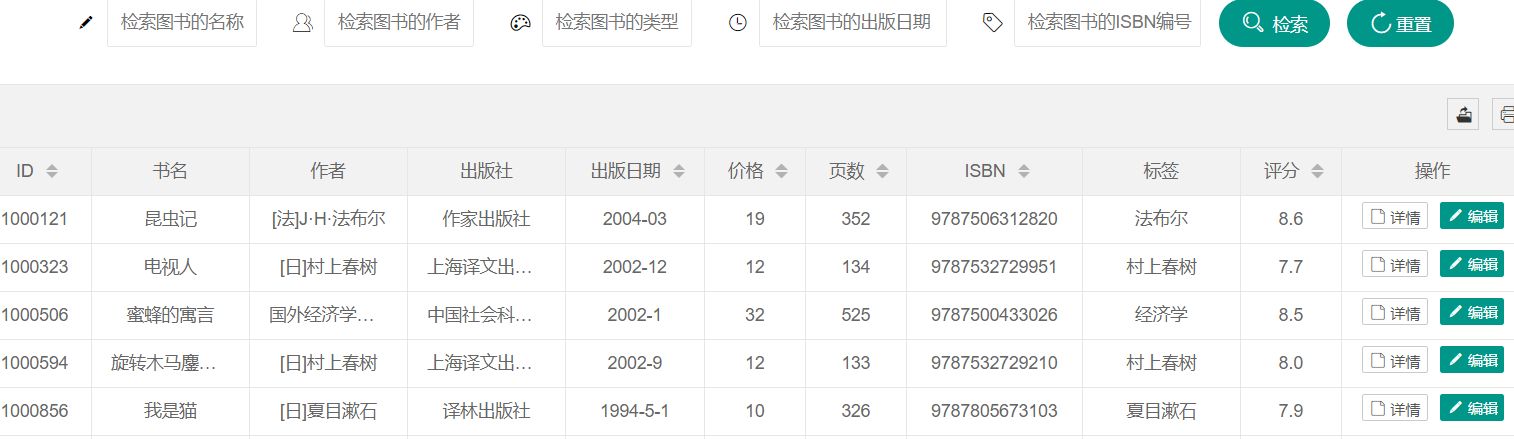 检索图书的名称 检索图书的作者 检索图书的类型 检索图书的出版日期 检索图书的ISBN编号 检索 重置
ID 书名 作者 出版社 出版日期 价格 页数 ISBN 标签 评分 操作
1000121 昆虫记 [法]J·H·法布尔 作家出版社 2004-03 19 352 9787506312820 法布尔 8.6 详情 编辑
1000323 电视人 [日]村上春树 上海译文出... 2002-12 12 134 9787532729951 村上春树 7.7 详情 编辑
1000506 蜜蜂的寓言 国外经济学... 中国社会科... 2002-1 32 525 9787500433026 经济学 8.5 详情 编辑
1000594 旋转木马鏖... [日]村上春树 上海译文出... 2002-9 12 133 9787532729210 村上春树 8.0 详情 编辑
1000856 我是猫 [日]夏目漱石 译林出版社 1994-5-1 10 326 9787805673103 夏目漱石 7.9 详情 编辑